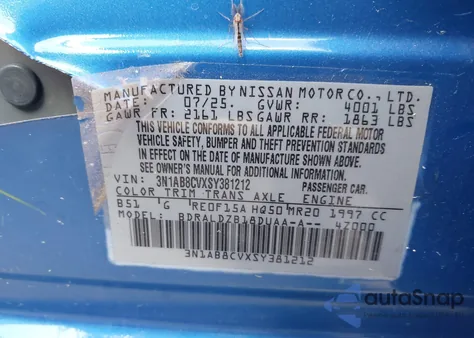 MANUFACTURED BY NISSAN MOTOR CO., LTD.
DATE: 07/25. GVWR: 4001 LBS
GAWR FR: 2161 LBS GAWR RR: 1863 LBS
THIS VEHICLE CONFORMS TO ALL APPLICABLE FEDERAL MOTOR
VEHICLE SAFETY, BUMPER, AND THEFT PREVENTION STANDARDS
IN EFFECT ON THE DATE OF MANUFACTURE SHOWN ABOVE.
SEE OWNER'S MANUAL FOR ADDITIONAL INFORMATION.
VIN: 3N1AB8CVXSY381212 PASSENGER CAR.
COLOR TRIM TRANS AXLE ENGINE
B51 G RE0F15A HQ50 MR20 1997 CC
MODEL: BDRALDZB18DUAA-A-- 4Z000
3N1AB8CVXSY381212
autoSnap